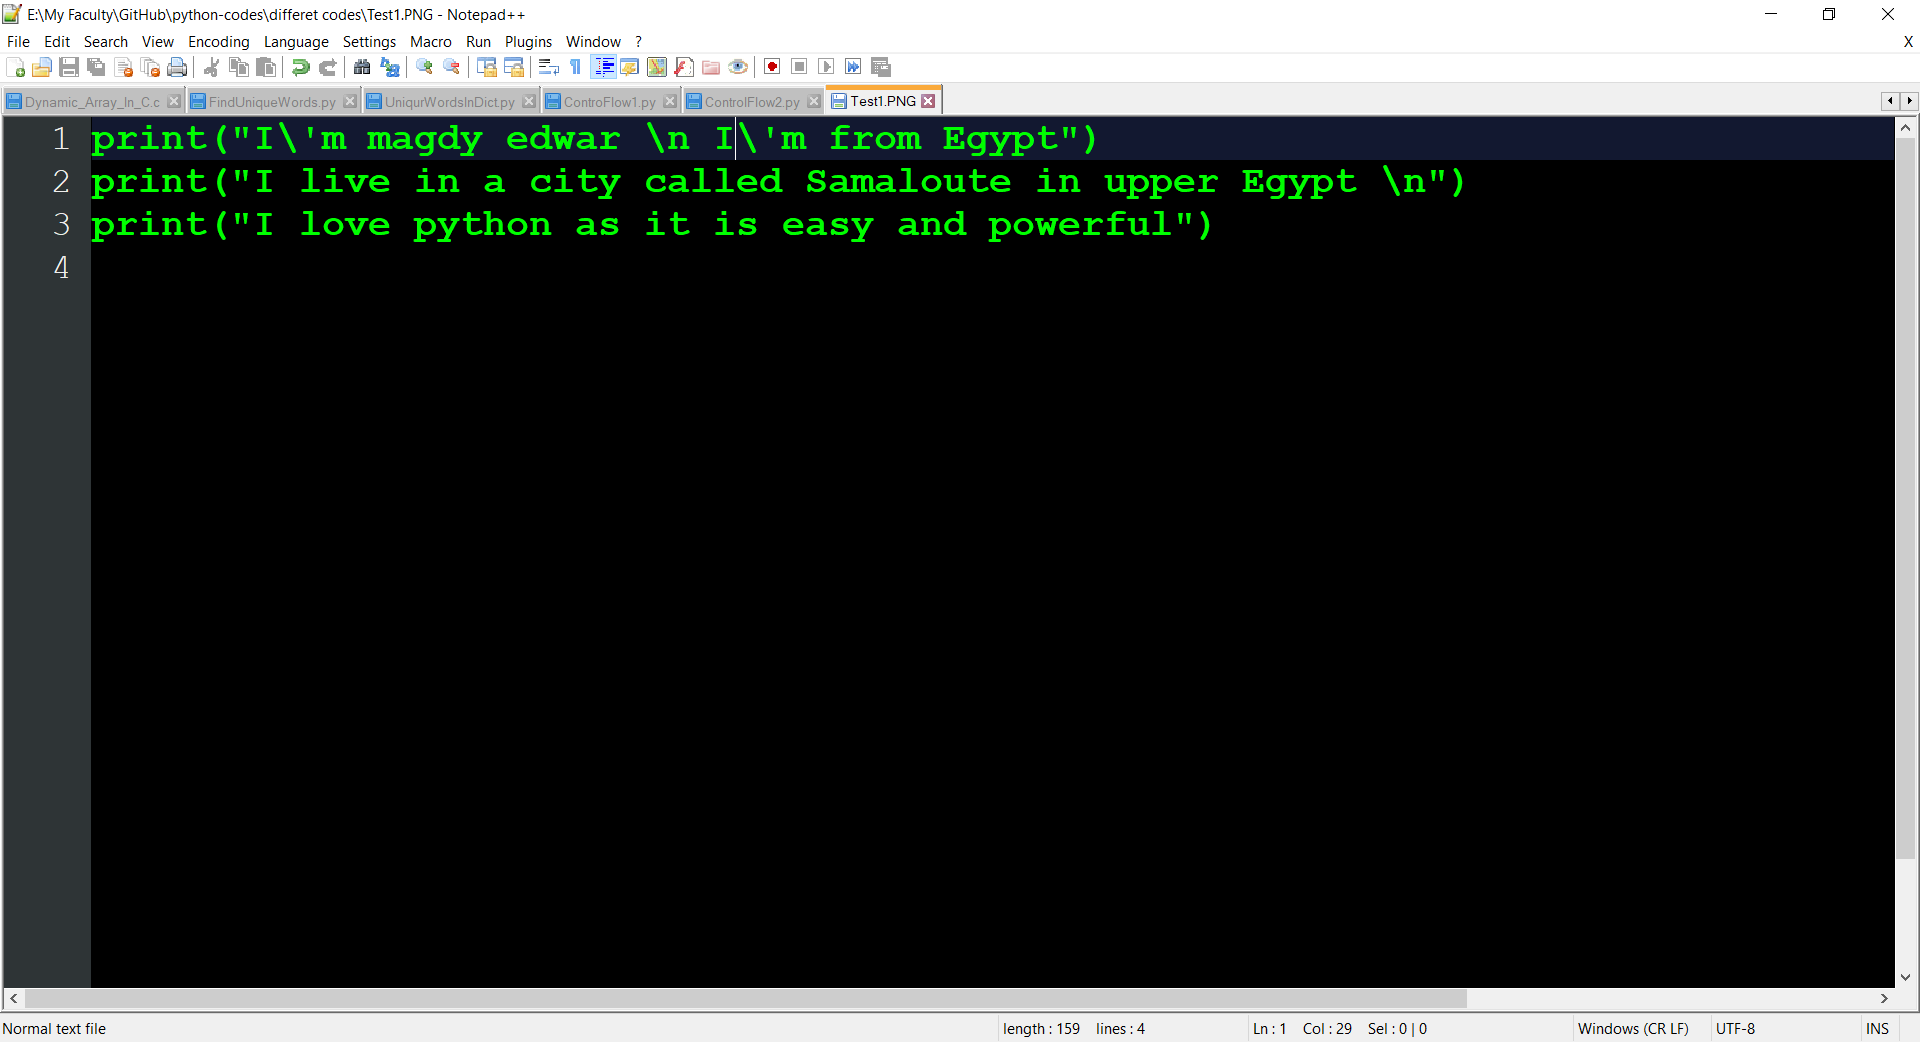 E:\My Faculty\GitHub\python-codes\differet codes\Test1.PNG - Notepad++
File Edit Search View Encoding Language Settings Macro Run Plugins Window ? X
Dynamic_Array_In_C.c FindUniqueWords.py UniqurWordsInDict.py ControFlow1.py ControlFlow2.py Test1.PNG
1 print("I\'m magdy edwar \n I\'m from Egypt")
2 print("I live in a city called Samaloute in upper Egypt \n")
3 print("I love python as it is easy and powerful")
4
Normal text file length : 159 lines : 4 Ln : 1 Col : 29 Sel : 0 | 0 Windows (CR LF) UTF-8 INS